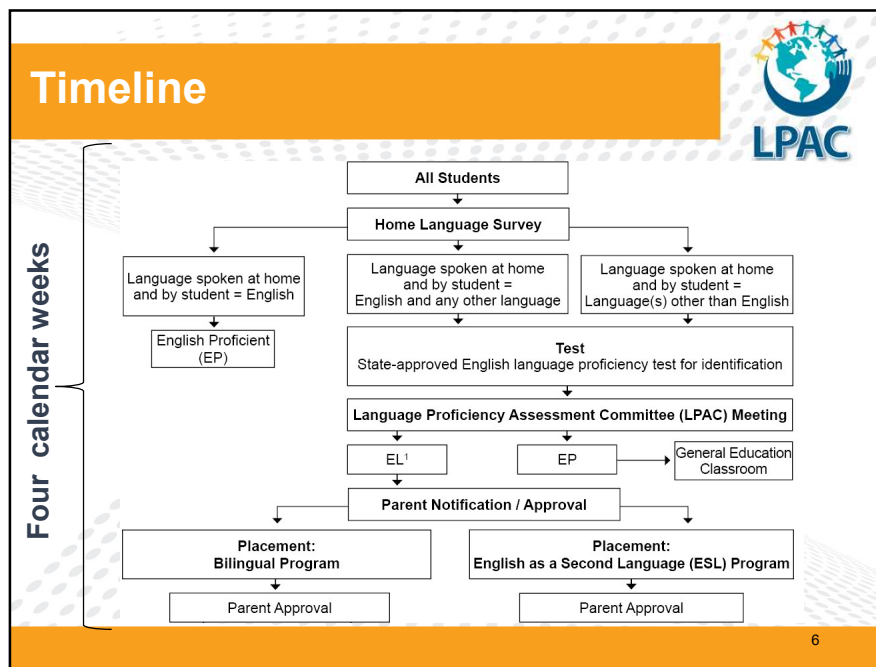 Timeline
LPAC
Four calendar weeks
All Students
Home Language Survey
Language spoken at home
and by student = English
Language spoken at home
and by student =
English and any other language
Language spoken at home
and by student =
Language(s) other than English
English Proficient
(EP)
Test
State-approved English language proficiency test for identification
Language Proficiency Assessment Committee (LPAC) Meeting
EL¹
EP
General Education
Classroom
Parent Notification / Approval
Placement:
Bilingual Program
Placement:
English as a Second Language (ESL) Program
Parent Approval
Parent Approval
6